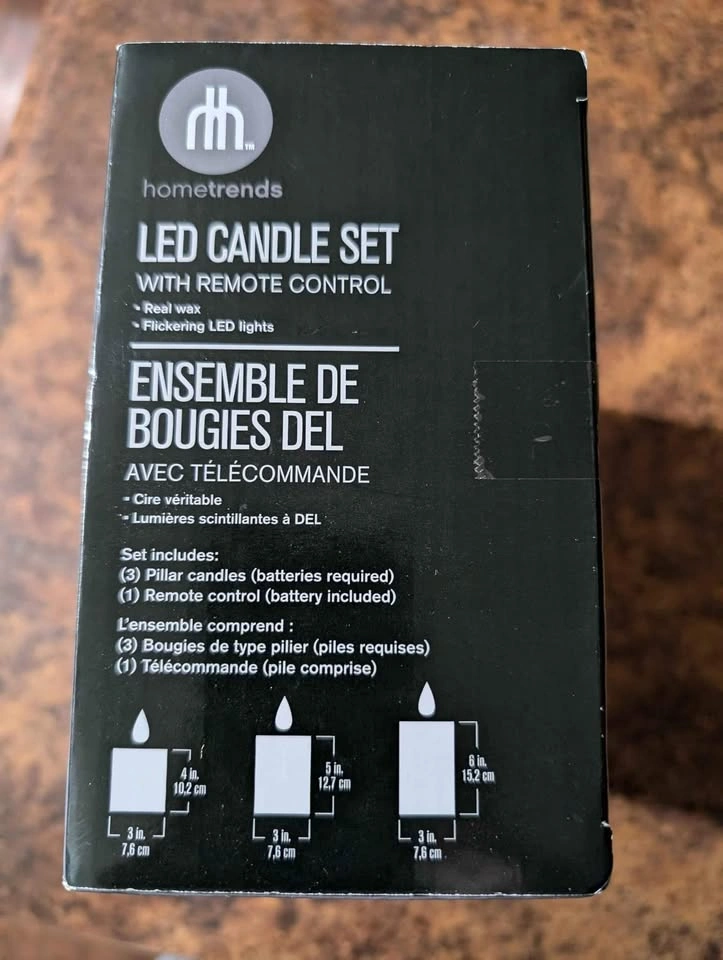 hh TM
hometrends
LED CANDLE SET
WITH REMOTE CONTROL
- Real wax
- Flickering LED lights
ENSEMBLE DE
BOUGIES DEL
AVEC TÉLÉCOMMANDE
- Cire véritable
- Lumières scintillantes à DEL
Set includes:
(3) Pillar candles (batteries required)
(1) Remote control (battery included)
L'ensemble comprend :
(3) Bougies de type pilier (piles requises)
(1) Télécommande (pile comprise)
4 in.
10,2 cm
3 in.
7,6 cm
5 in.
12,7 cm
3 in.
7,6 cm
6 in.
15,2 cm
3 in.
7,6 cm